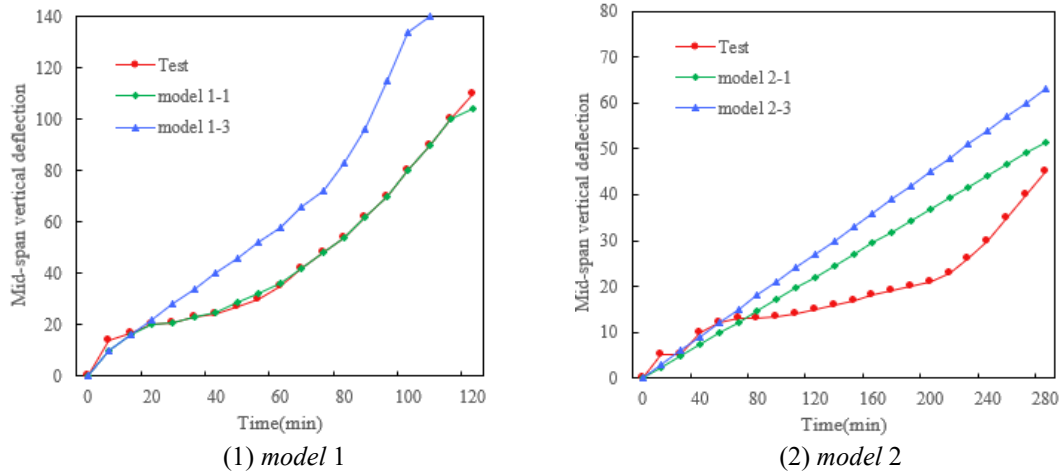 140
120
100
80
60
40
20
0
Mid-span vertical deflection
Test
model 1-1
model 1-3
0 20 40 60 80 100 120
Time(min)
(1) model 1
80
70
60
50
40
30
20
10
0
Mid-span vertical deflection
Test
model 2-1
model 2-3
0 40 80 120 160 200 240 280
Time(min)
(2) model 2